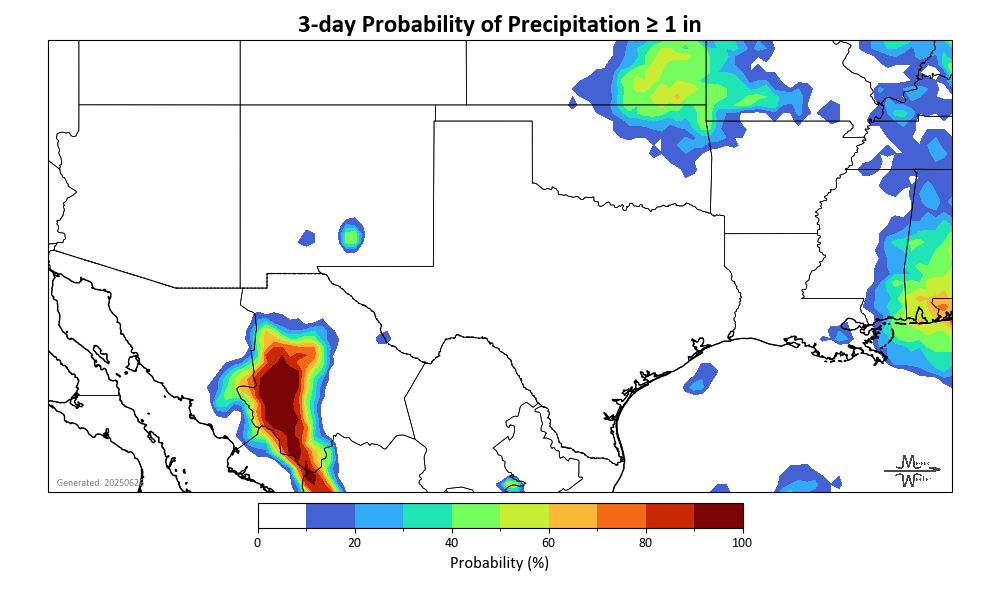 3-day Probability of Precipitation ≥ 1 in
Generated: 2025062
0 20 40 60 80 100
Probability (%)